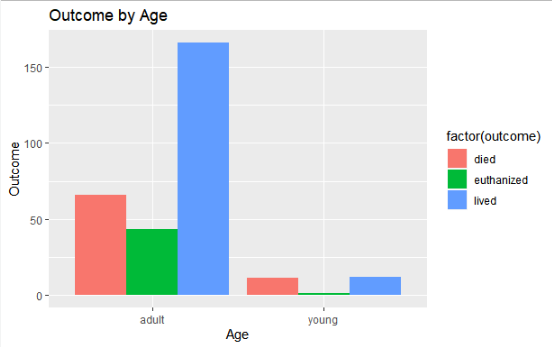 Outcome by Age
150
100
50
0
Outcome
adult
young
Age
factor(outcome)
died
euthanized
lived